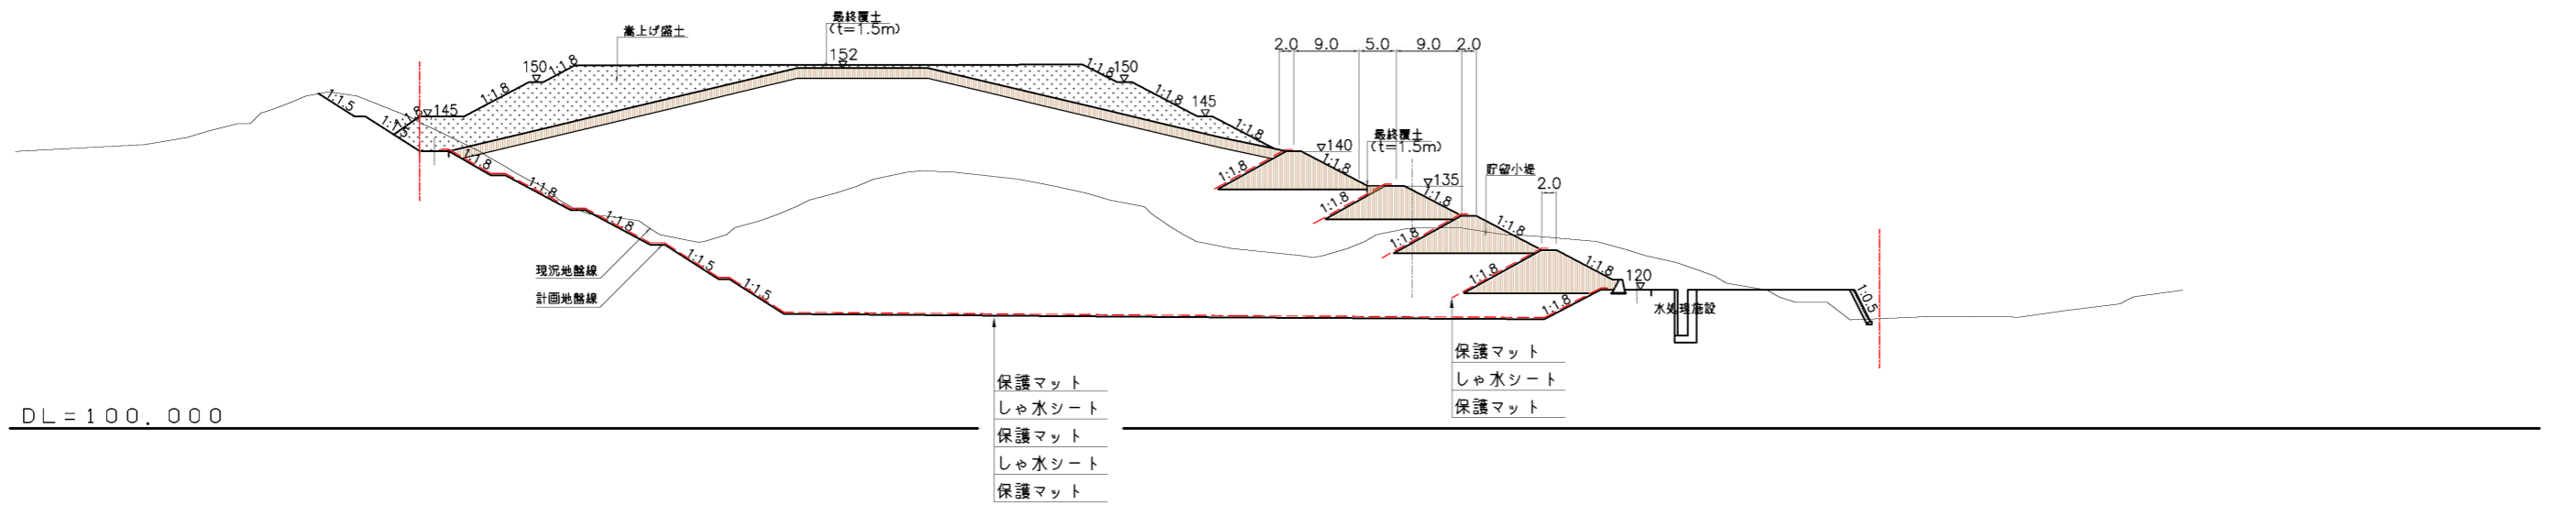 最終覆土
(t=1.5m)
嵩上げ盛土
2.0 9.0 5.0 9.0 2.0
152
150
1:1.8
1:1.8
150
1:1.8
1:1.8
1:1.5
1:1.8
145
1:1.5
145
1:1.8
最終覆土
(t=1.5m)
140
1:1.8
1:1.8
1:1.8
135
貯留小堤
2.0
1:1.8
1:1.8
1:1.8
1:1.8
1:1.8
1:1.8
1:1.8
現況地盤線
計画地盤線
1:1.5
1:1.5
1:1.8
1:1.8
1:1.8
120
水処理施設
1:0.5
保護マット
しゃ水シート
保護マット
保護マット
しゃ水シート
保護マット
しゃ水シート
保護マット
DL=100.000